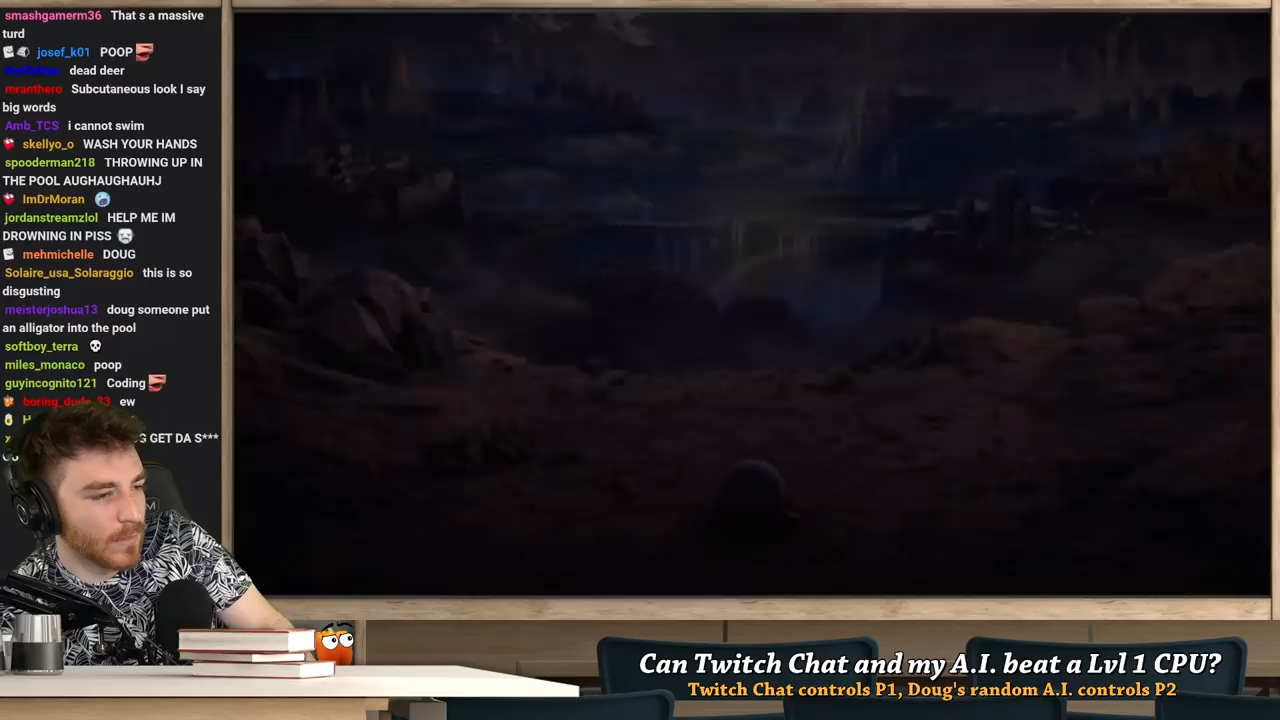 smashgamerm36 That s a massive
turd
josef_k01 POOP
dead deer
mranthero Subcutaneous look I say
big words
Amb_TCS i cannot swim
skellyo_o WASH YOUR HANDS
spooderman218 THROWING UP IN
THE POOL AUGHAUGHAUHJ
ImDrMoran
jordanstreamzlol HELP ME IM
DROWNING IN PISS
mehmichelle DOUG
Solaire_usa_Solaraggio this is so
disgusting
meisterjoshua13 doug someone put
an alligator into the pool
softboy_terra
miles_monaco poop
guyincognito121 Coding
boring_dude_33 ew
GET DA S***
Can Twitch Chat and my A.I. beat a Lvl 1 CPU?
Twitch Chat controls P1, Doug's random A.I. controls P2